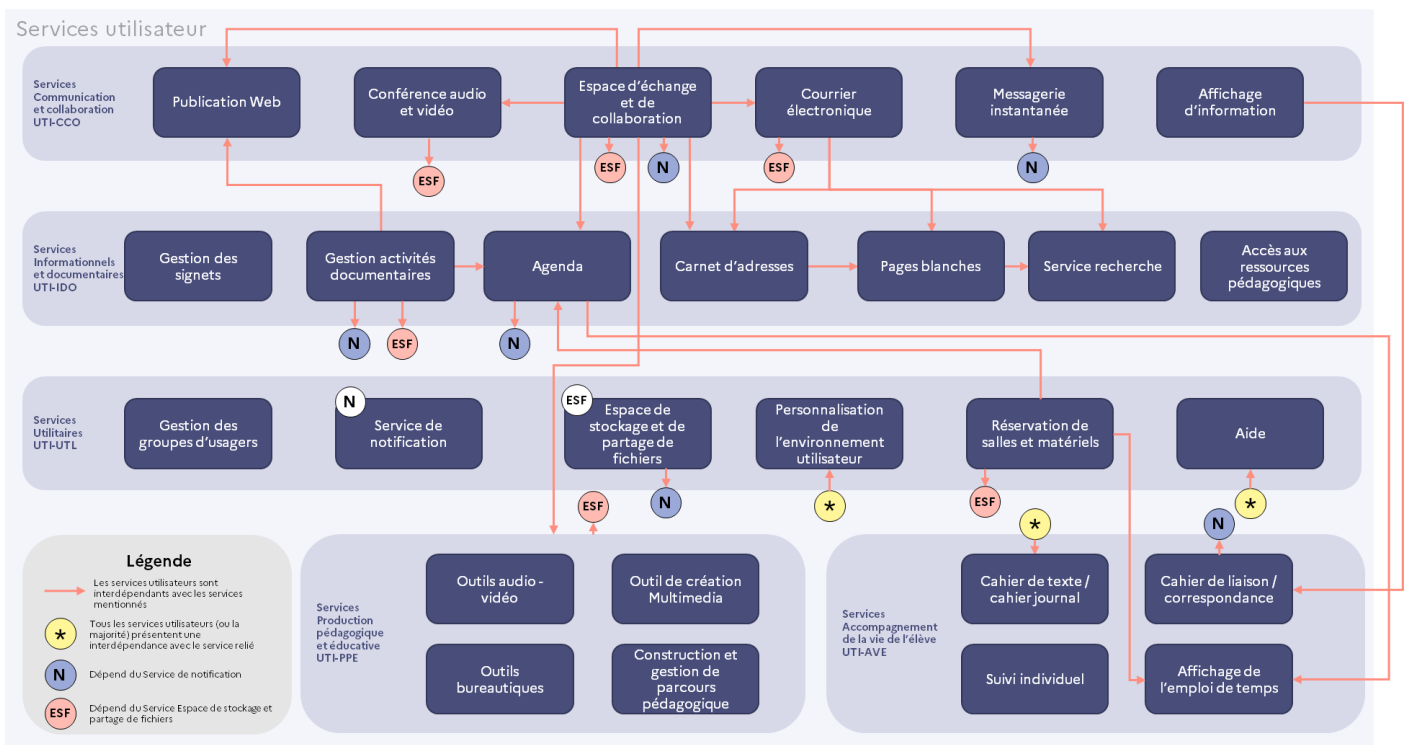 Services utilisateur
Services
Communication
et collaboration
UTI-CCO
Publication Web
Conférence audio
et vidéo
Espace d'échange
et de
collaboration
Courrier
électronique
Messagerie
instantanée
Affichage
d'information
ESF
ESF
N
ESF
N
Services
Informationnels
et documentaires
UTI-IDO
Gestion des
signets
Gestion activités
documentaires
Agenda
Carnet d'adresses
Pages blanches
Service recherche
Accès aux
ressources
pédagogiques
N
ESF
N
Services
Utilitaires
UTI-UTL
Gestion des
groupes d'usagers
N
Service de
notification
ESF
Espace de
stockage et de
partage de
fichiers
Personnalisation
de
l'environnement
utilisateur
Réservation de
salles et matériels
Aide
ESF
N
*
ESF
*
N
*
Légende
Les services utilisateurs sont
interdépendants avec les services
mentionnés
*
Tous les services utilisateurs (ou la
majorité) présentent une
interdépendance avec le service relié
N
Dépend du Service de notification
ESF
Dépend du Service Espace de stockage et
partage de fichiers
Services
Production
pédagogique
et éducative
UTI-PPE
Outils audio -
vidéo
Outil de création
Multimedia
Outils
bureautiques
Construction et
gestion de
parcours
pédagogique
Services
Accompagnement
de la vie de l'élève
UTI-AVE
Cahier de texte /
cahier journal
Cahier de liaison /
correspondance
Suivi individuel
Affichage de
l'emploi de temps